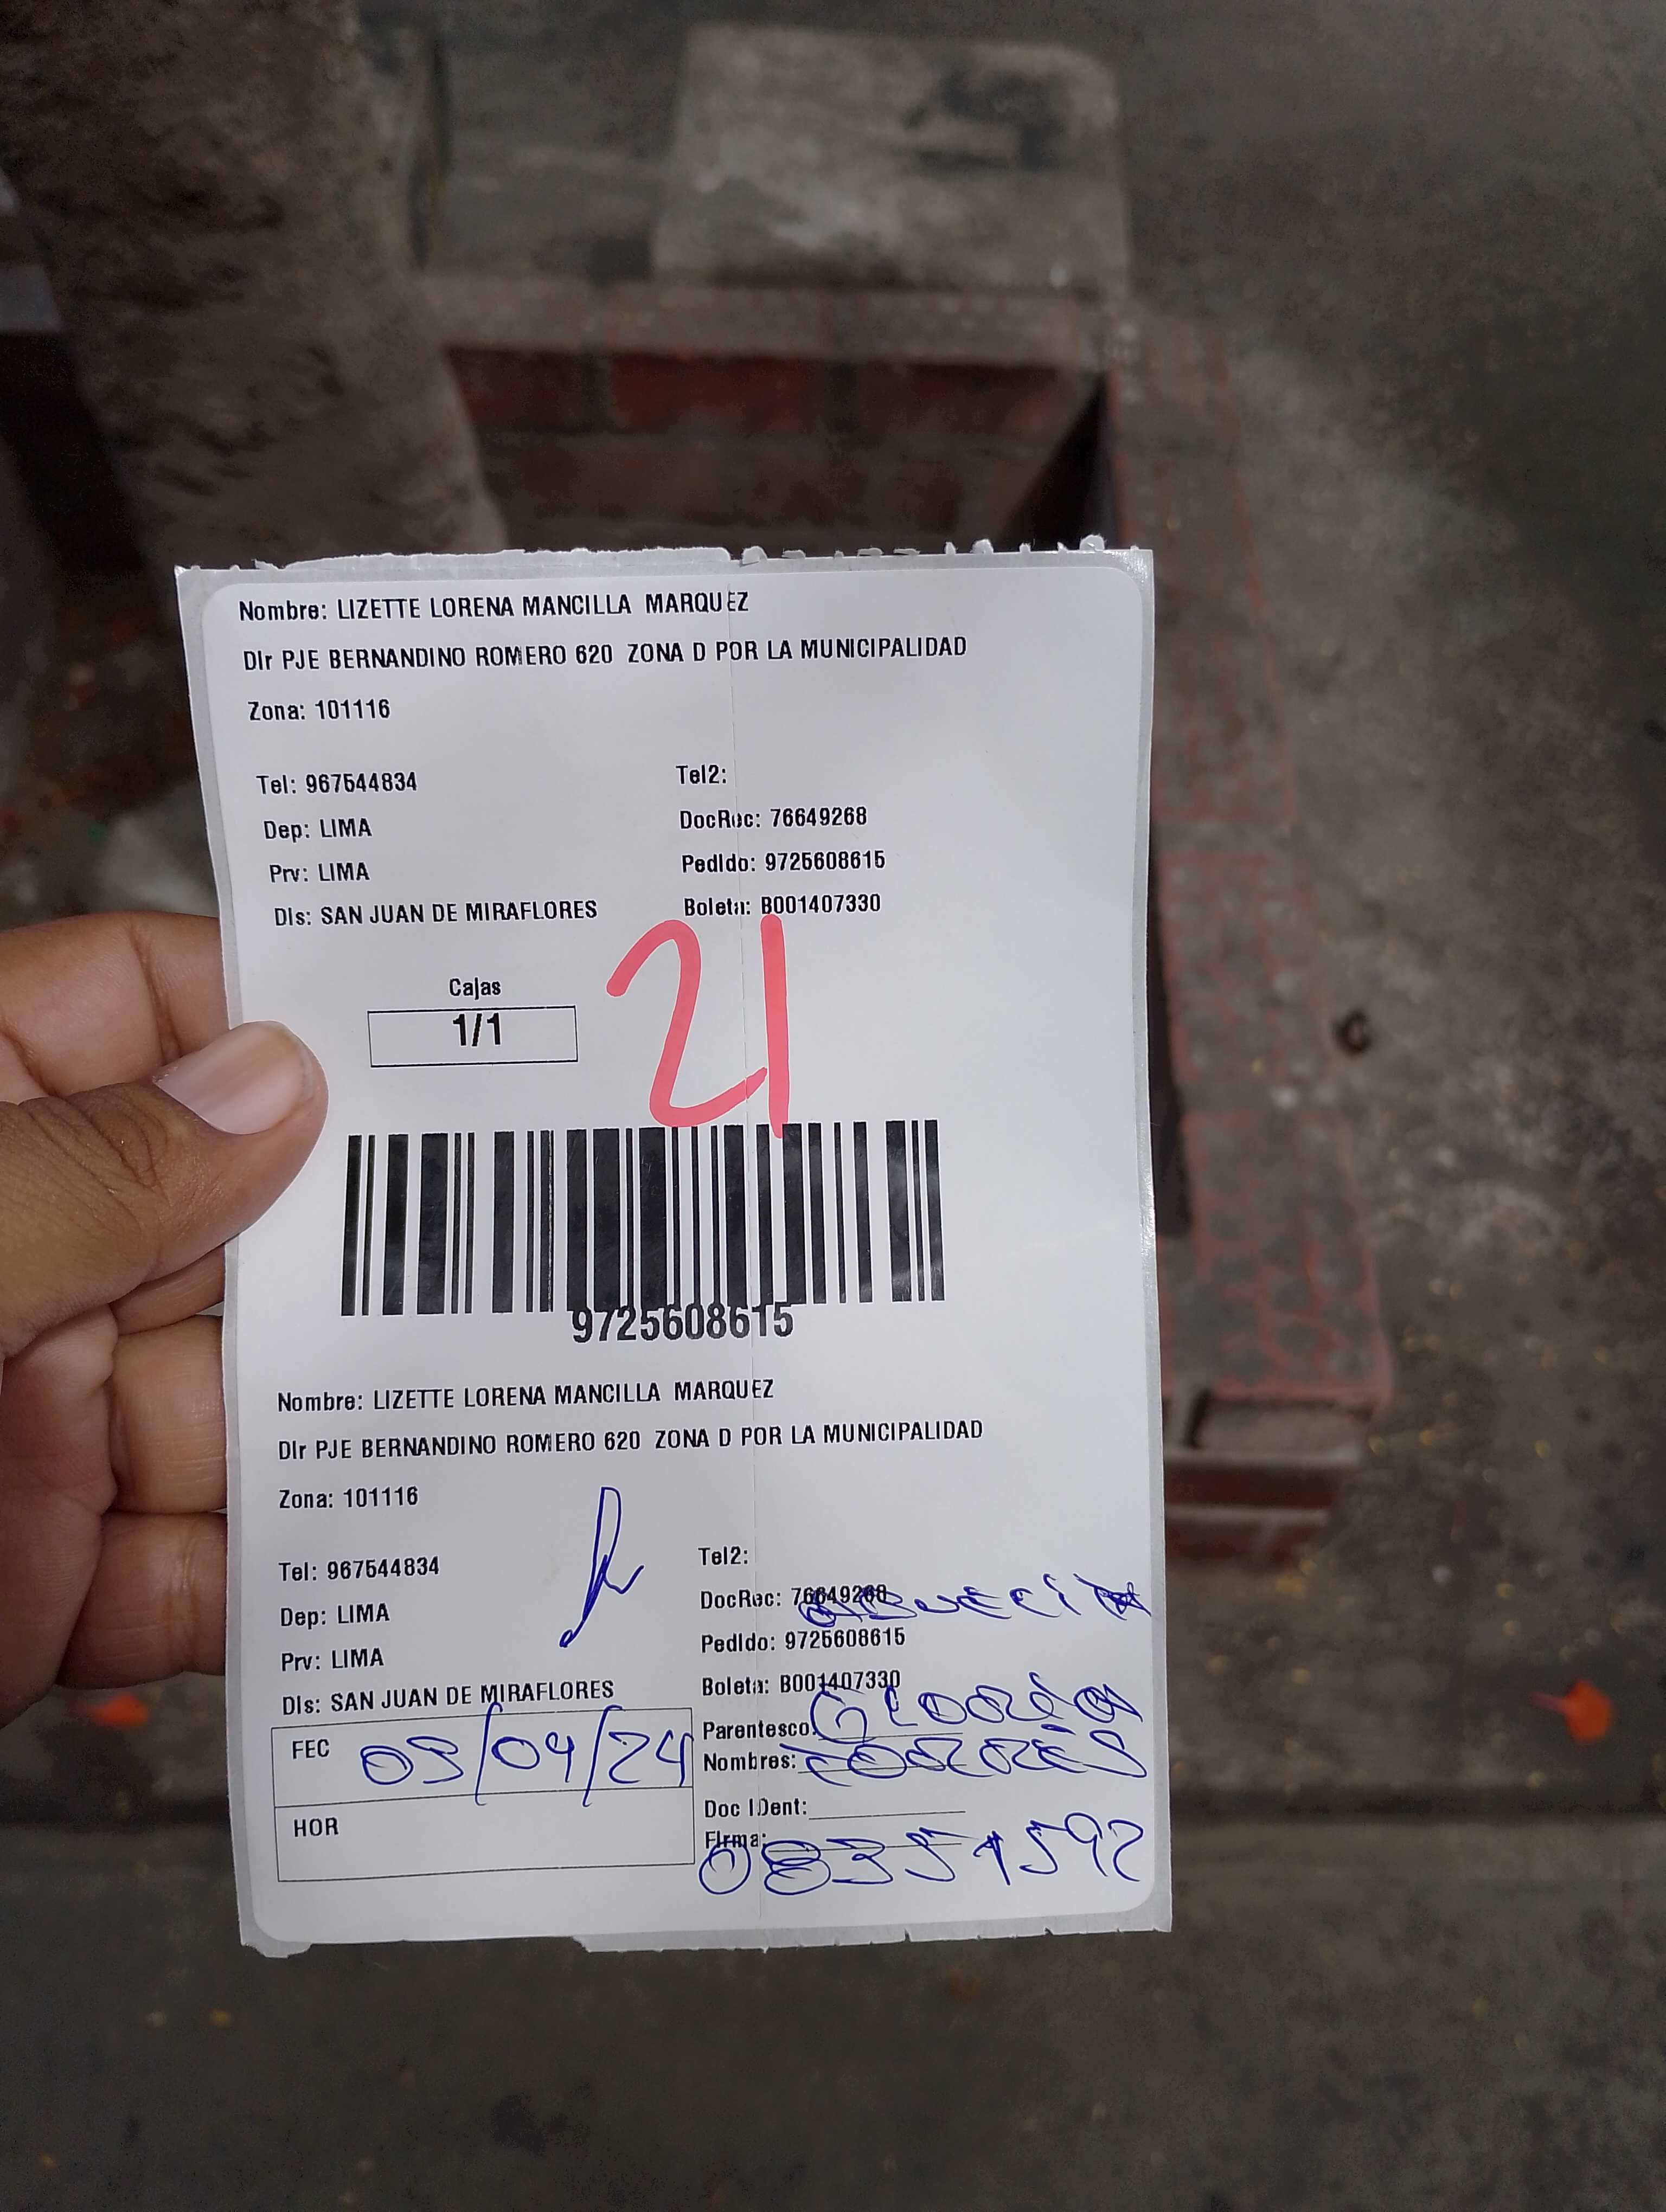 Nombre: LIZETTE LORENA MANCILLA MARQUEZ
Dir PJE BERNANDINO ROMERO 620 ZONA D POR LA MUNICIPALIDAD
Zona: 101116
Tel: 967544834 Tel2:
Dep: LIMA DocRec: 76649268
Prv: LIMA Pedido: 9725608615
Dis: SAN JUAN DE MIRAFLORES Boleta: B001407330
Cajas
1/1
21
9725608615
Nombre: LIZETTE LORENA MANCILLA MARQUEZ
Dir PJE BERNANDINO ROMERO 620 ZONA D POR LA MUNICIPALIDAD
Zona: 101116
Tel: 967544834 Tel2:
Dep: LIMA DocRec: 76649268
Prv: LIMA Pedido: 9725608615
Dis: SAN JUAN DE MIRAFLORES Boleta: B001407330
Parentesco:
FEC 09/04/24 Nombres:
Doc IDent:
HOR Firma: